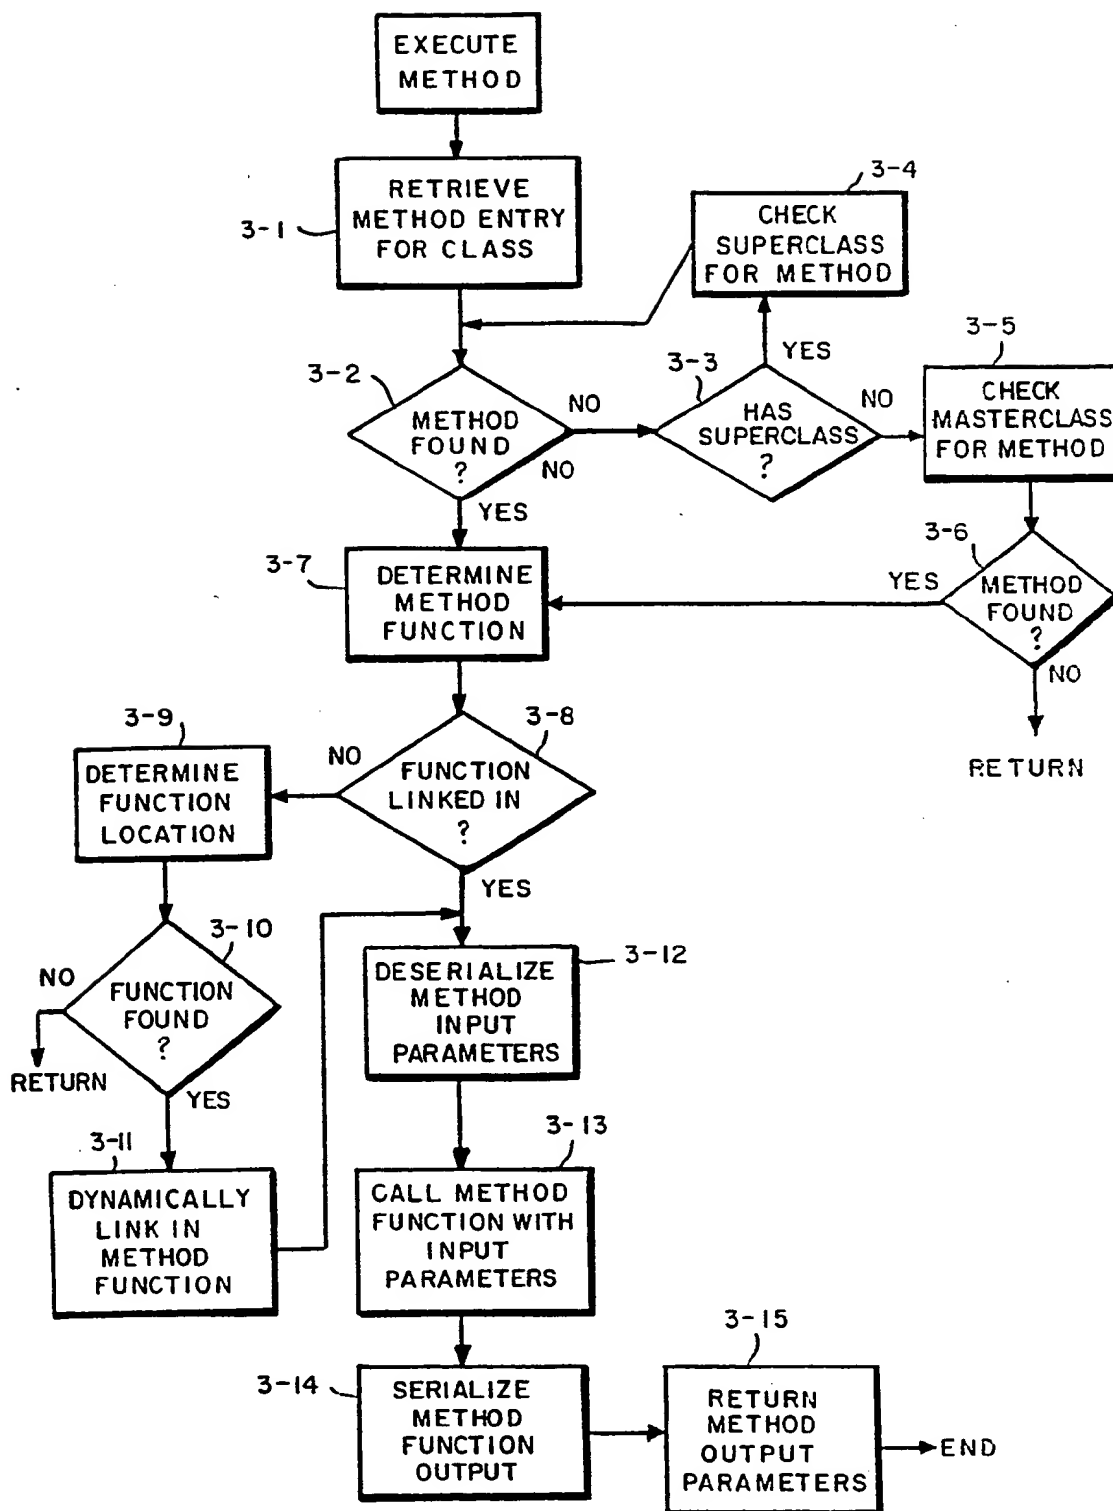 EXECUTE
METHOD
3-1
RETRIEVE
METHOD ENTRY
FOR CLASS
3-4
CHECK
SUPERCLASS
FOR METHOD
3-2
METHOD
FOUND
?
NO
NO
YES
3-3
HAS
SUPERCLASS
?
YES
NO
3-5
CHECK
MASTERCLASS
FOR METHOD
3-6
METHOD
FOUND
?
YES
NO
RETURN
3-7
DETERMINE
METHOD
FUNCTION
3-8
FUNCTION
LINKED IN
?
NO
YES
3-9
DETERMINE
FUNCTION
LOCATION
3-10
FUNCTION
FOUND
?
NO
RETURN
YES
3-11
DYNAMICALLY
LINK IN
METHOD
FUNCTION
3-12
DESERIALIZE
METHOD
INPUT
PARAMETERS
3-13
CALL METHOD
FUNCTION WITH
INPUT
PARAMETERS
3-14
SERIALIZE
METHOD
FUNCTION
OUTPUT
3-15
RETURN
METHOD
OUTPUT
PARAMETERS
END